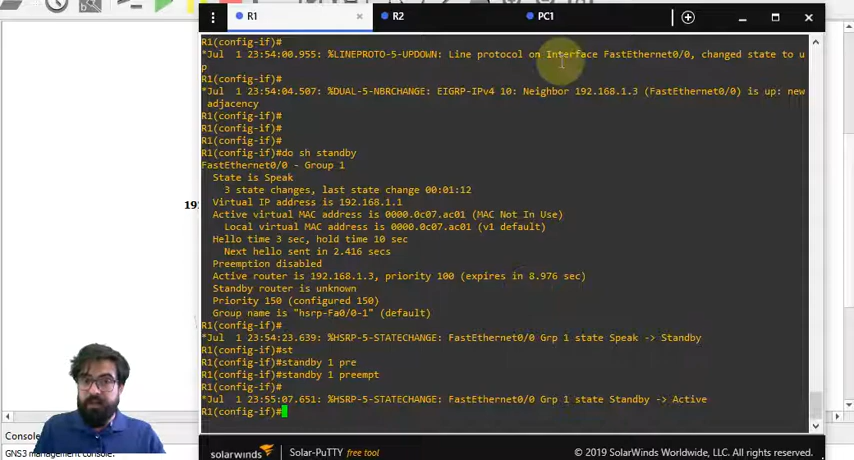 R1
R2
PC1
R1(config-if)#
*Jul 1 23:54:00.955: %LINEPROTO-5-UPDOWN: Line protocol on Interface FastEthernet0/0, changed state to u
p
R1(config-if)#
*Jul 1 23:54:04.507: %DUAL-5-NBRCHANGE: EIGRP-IPv4 10: Neighbor 192.168.1.3 (FastEthernet0/0) is up: new
adjacency
R1(config-if)#
R1(config-if)#
R1(config-if)#
R1(config-if)#do sh standby
FastEthernet0/0 - Group 1
State is Speak
3 state changes, last state change 00:01:12
Virtual IP address is 192.168.1.1
Active virtual MAC address is 0000.0c07.ac01 (MAC Not In Use)
Local virtual MAC address is 0000.0c07.ac01 (v1 default)
Hello time 3 sec, hold time 10 sec
Next hello sent in 2.416 secs
Preemption disabled
Active router is 192.168.1.3, priority 100 (expires in 8.976 sec)
Standby router is unknown
Priority 150 (configured 150)
Group name is "hsrp-Fa0/0-1" (default)
R1(config-if)#
*Jul 1 23:54:23.639: %HSRP-5-STATECHANGE: FastEthernet0/0 Grp 1 state Speak -> Standby
R1(config-if)#st
R1(config-if)#standby 1 pre
R1(config-if)#standby 1 preempt
R1(config-if)#
*Jul 1 23:55:07.651: %HSRP-5-STATECHANGE: FastEthernet0/0 Grp 1 state Standby -> Active
R1(config-if)#
19
Console
GNS3 management console.
solarwinds
Solar-PuTTY free tool
© 2019 SolarWinds Worldwide, LLC. All rights reserved.